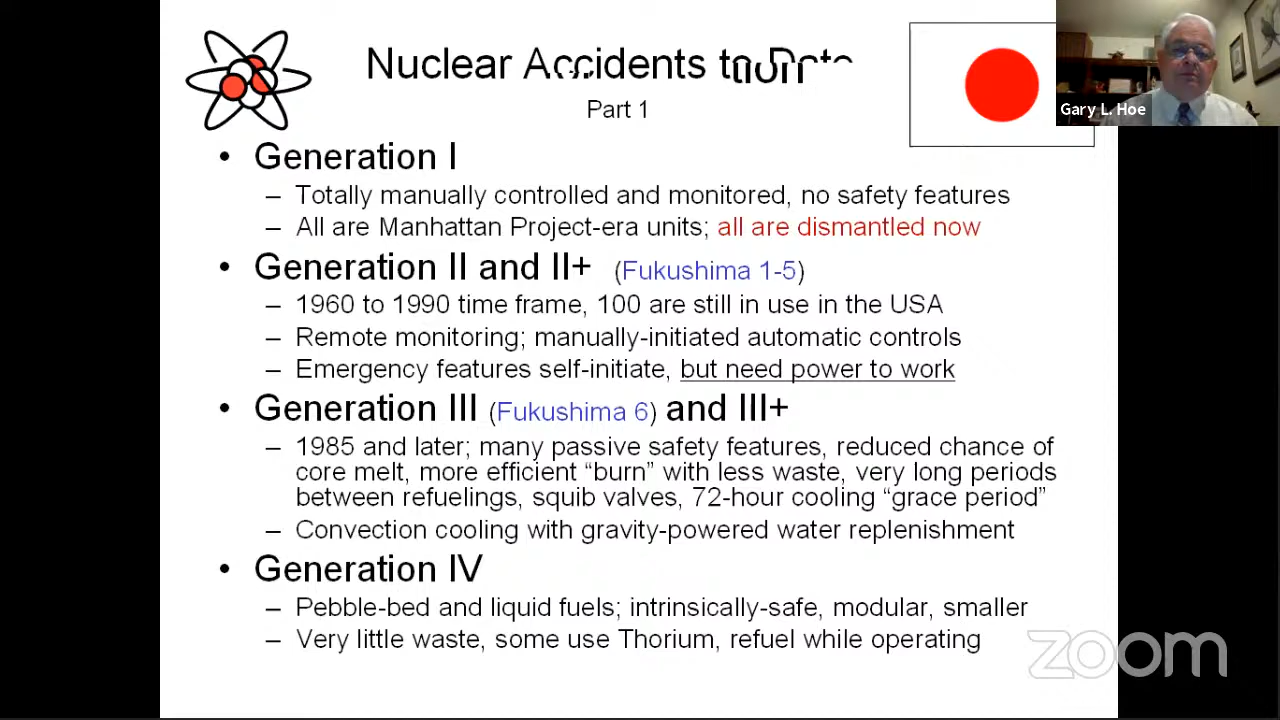 Nuclear Accidents to
Part 1
Gary L. Hoe
• Generation I
– Totally manually controlled and monitored, no safety features
– All are Manhattan Project-era units; all are dismantled now
• Generation II and II+ (Fukushima 1-5)
– 1960 to 1990 time frame, 100 are still in use in the USA
– Remote monitoring; manually-initiated automatic controls
– Emergency features self-initiate, but need power to work
• Generation III (Fukushima 6) and III+
– 1985 and later; many passive safety features, reduced chance of
core melt, more efficient “burn” with less waste, very long periods
between refuelings, squib valves, 72-hour cooling “grace period”
– Convection cooling with gravity-powered water replenishment
• Generation IV
– Pebble-bed and liquid fuels; intrinsically-safe, modular, smaller
– Very little waste, some use Thorium, refuel while operating
zoom